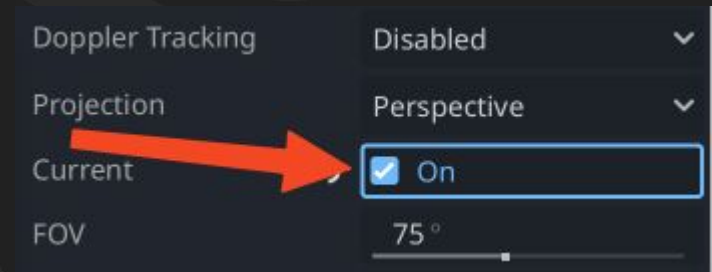 Doppler Tracking Disabled
Projection Perspective
Current On
FOV 75°